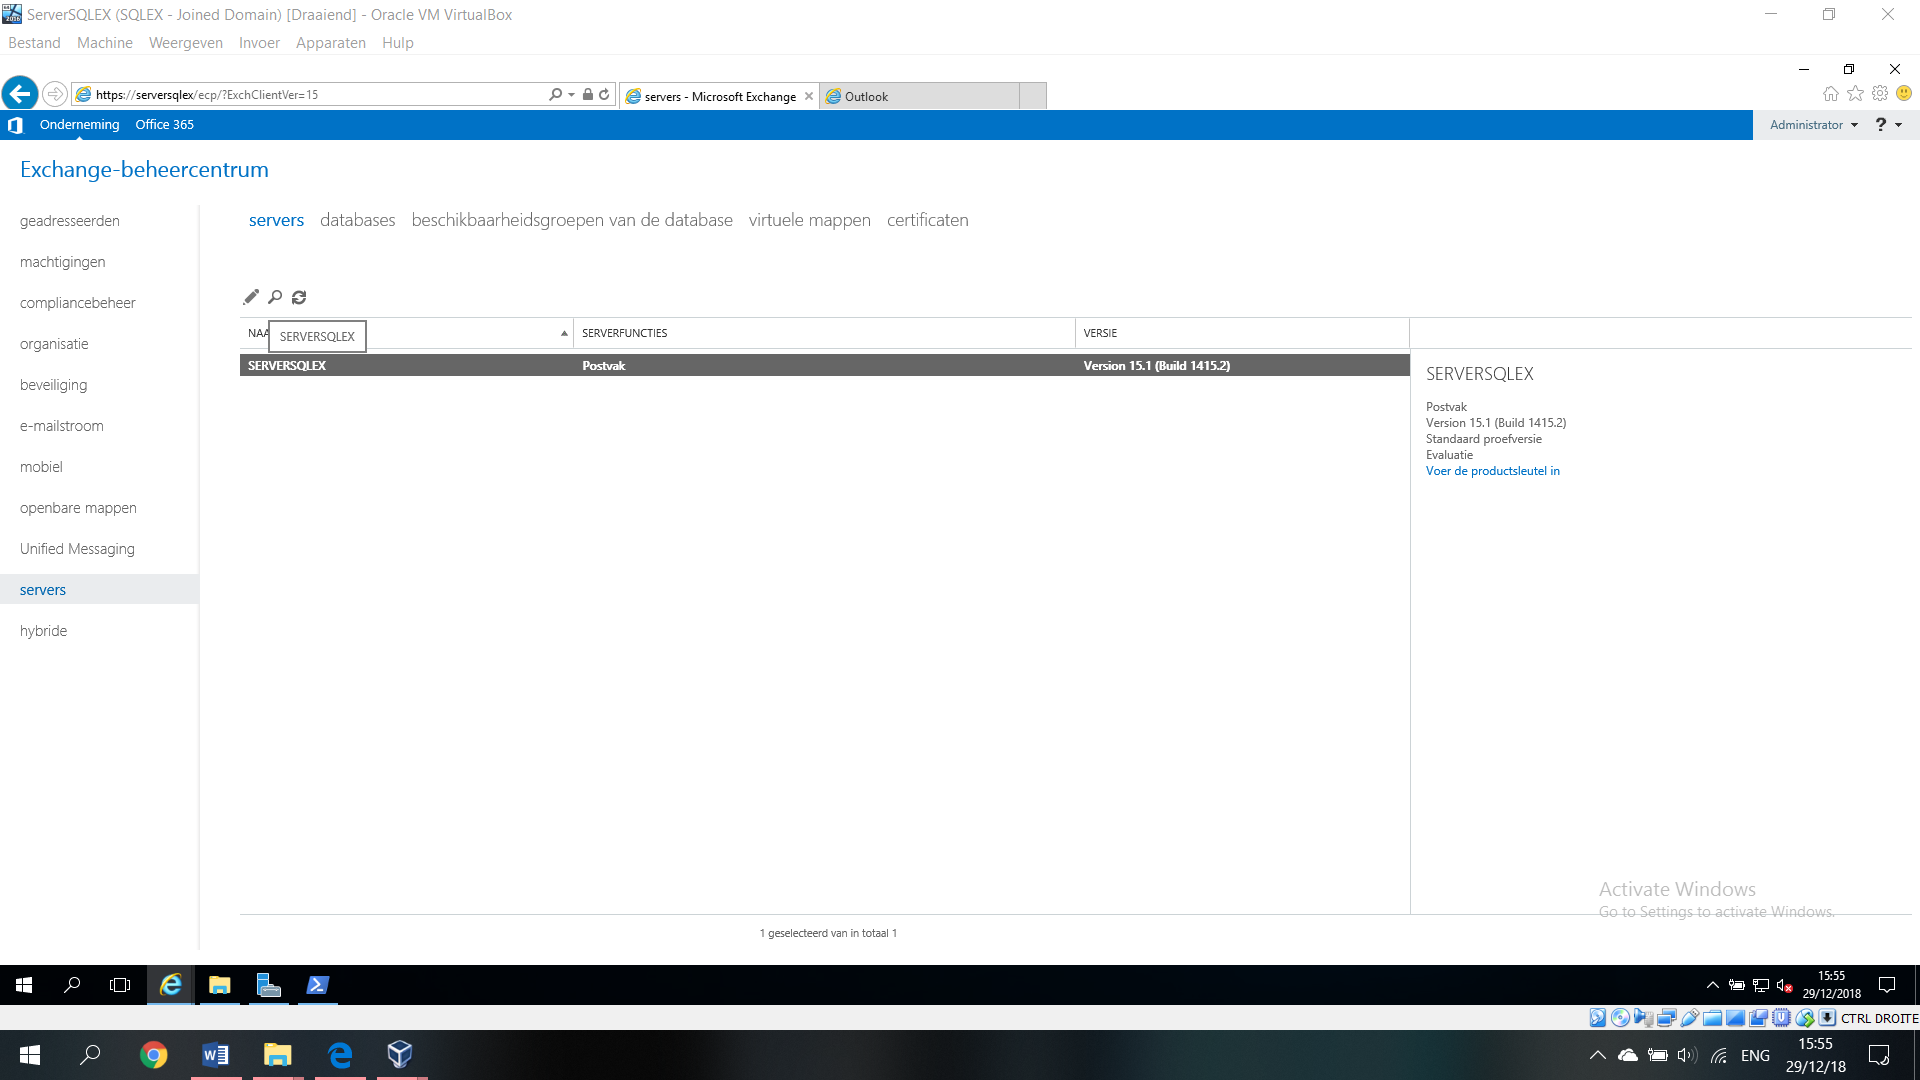 ServerSQLEX (SQLEX - Joined Domain) [Draaiend] - Oracle VM VirtualBox
Bestand Machine Weergeven Invoer Apparaten Hulp
https://serversqlex/ecp/?ExchClientVer=15
servers - Microsoft Exchange
Outlook
Onderneming Office 365
Administrator ?
Exchange-beheercentrum
geadresseerden
machtigingen
compliancebeheer
organisatie
beveiliging
e-mailstroom
mobiel
openbare mappen
Unified Messaging
servers
hybride
servers databases beschikbaarheidsgroepen van de database virtuele mappen certificaten
NAA SERVERFUNCTIES VERSIE
SERVERSQLEX
SERVERSQLEX Postvak Version 15.1 (Build 1415.2)
SERVERSQLEX
Postvak
Version 15.1 (Build 1415.2)
Standaard proefversie
Evaluatie
Voer de productsleutel in
Activate Windows
Go to Settings to activate Windows.
1 geselecteerd van in totaal 1
15:55
29/12/2018
CTRL DROITE
ENG
15:55
29/12/18